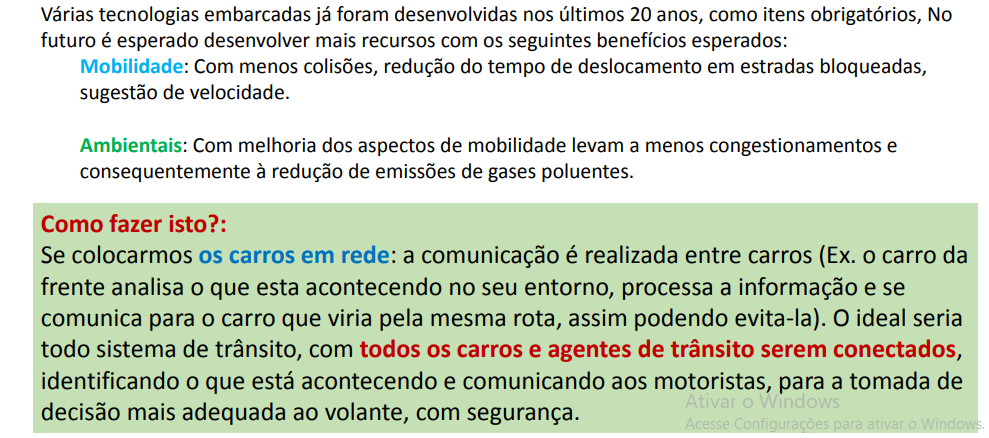 Várias tecnologias embarcadas já foram desenvolvidas nos últimos 20 anos, como itens obrigatórios, No
futuro é esperado desenvolver mais recursos com os seguintes benefícios esperados:
Mobilidade: Com menos colisões, redução do tempo de deslocamento em estradas bloqueadas,
sugestão de velocidade.
Ambientais: Com melhoria dos aspectos de mobilidade levam a menos congestionamentos e
consequentemente à redução de emissões de gases poluentes.
Como fazer isto?:
Se colocarmos os carros em rede: a comunicação é realizada entre carros (Ex. o carro da
frente analisa o que esta acontecendo no seu entorno, processa a informação e se
comunica para o carro que viria pela mesma rota, assim podendo evita-la). O ideal seria
todo sistema de trânsito, com todos os carros e agentes de trânsito serem conectados,
identificando o que está acontecendo e comunicando aos motoristas, para a tomada de
decisão mais adequada ao volante, com segurança.
Ativar o Windows
Acesse Configurações para ativar o Windows.